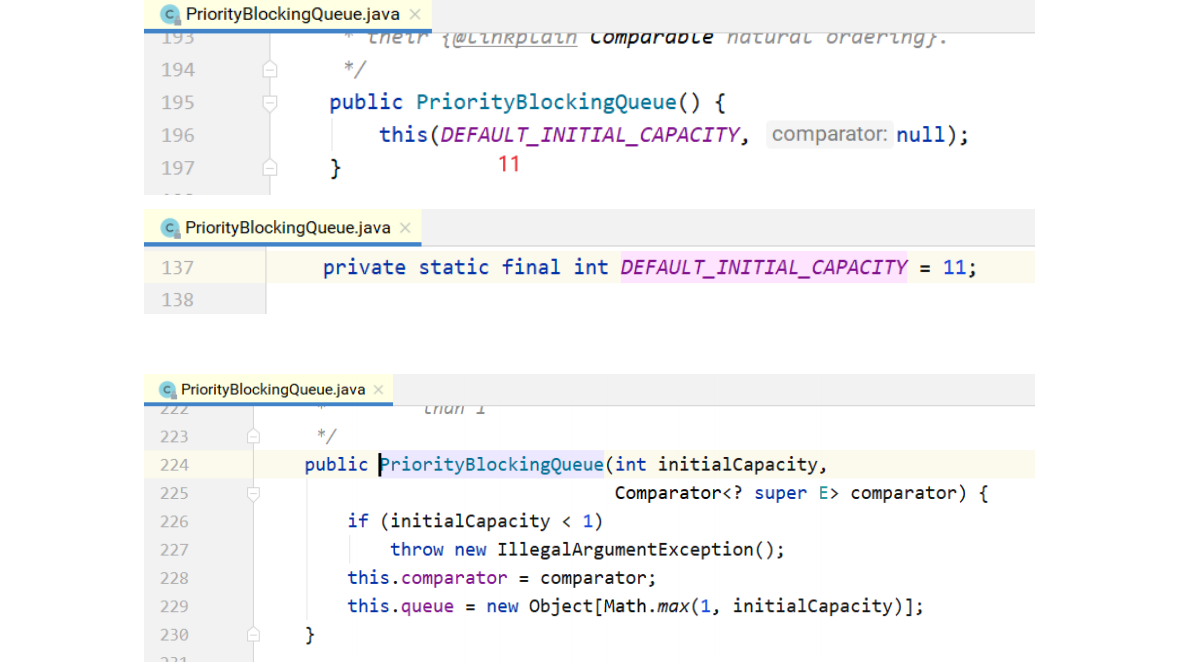 PriorityBlockingQueue.java ×
193 * their {@linkplain Comparable natural ordering}.
194 */
195 public PriorityBlockingQueue() {
196 this(DEFAULT_INITIAL_CAPACITY, comparator: null);
197 }
11
PriorityBlockingQueue.java ×
137 private static final int DEFAULT_INITIAL_CAPACITY = 11;
138
PriorityBlockingQueue.java ×
222 * than 1
223 */
224 public PriorityBlockingQueue(int initialCapacity,
225 Comparator<? super E> comparator) {
226 if (initialCapacity < 1)
227 throw new IllegalArgumentException();
228 this.comparator = comparator;
229 this.queue = new Object[Math.max(1, initialCapacity)];
230 }
231